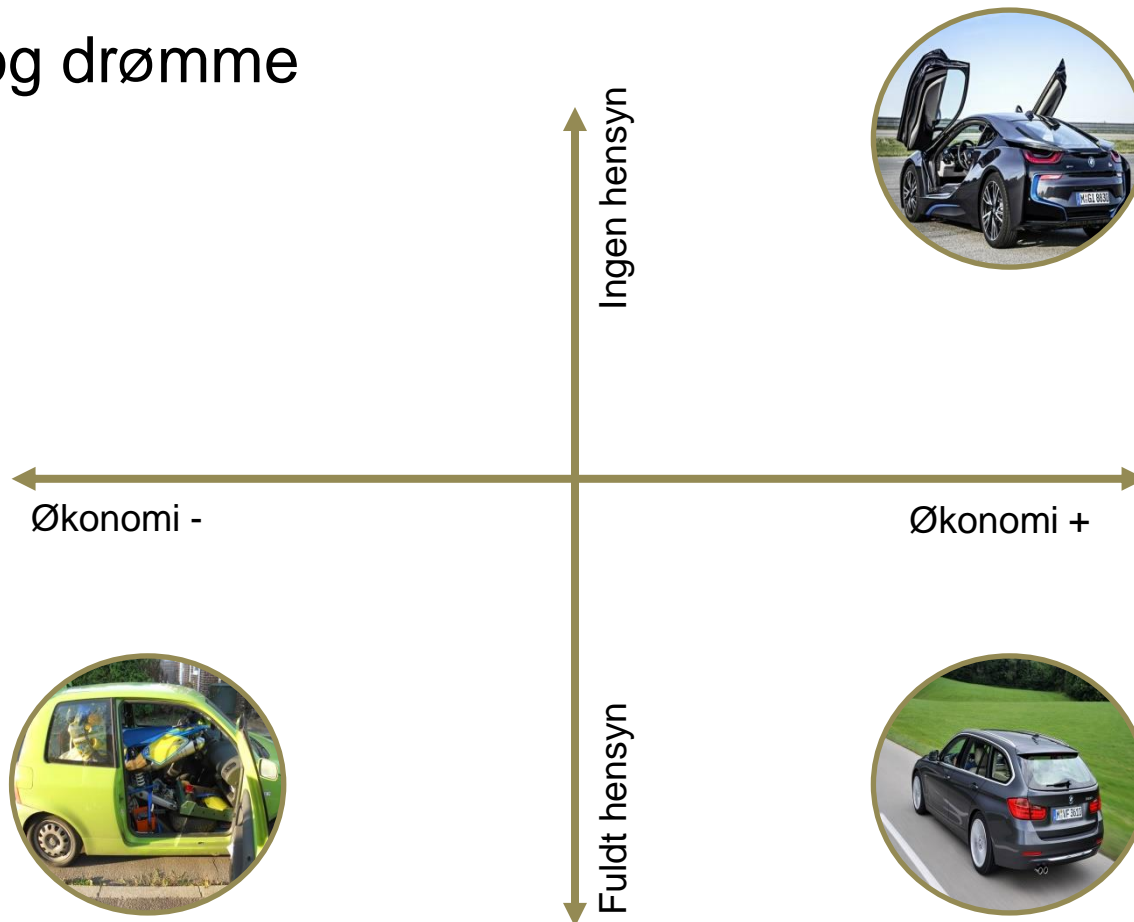 og drømme
Ingen hensyn
Økonomi -
Økonomi +
Fuldt hensyn